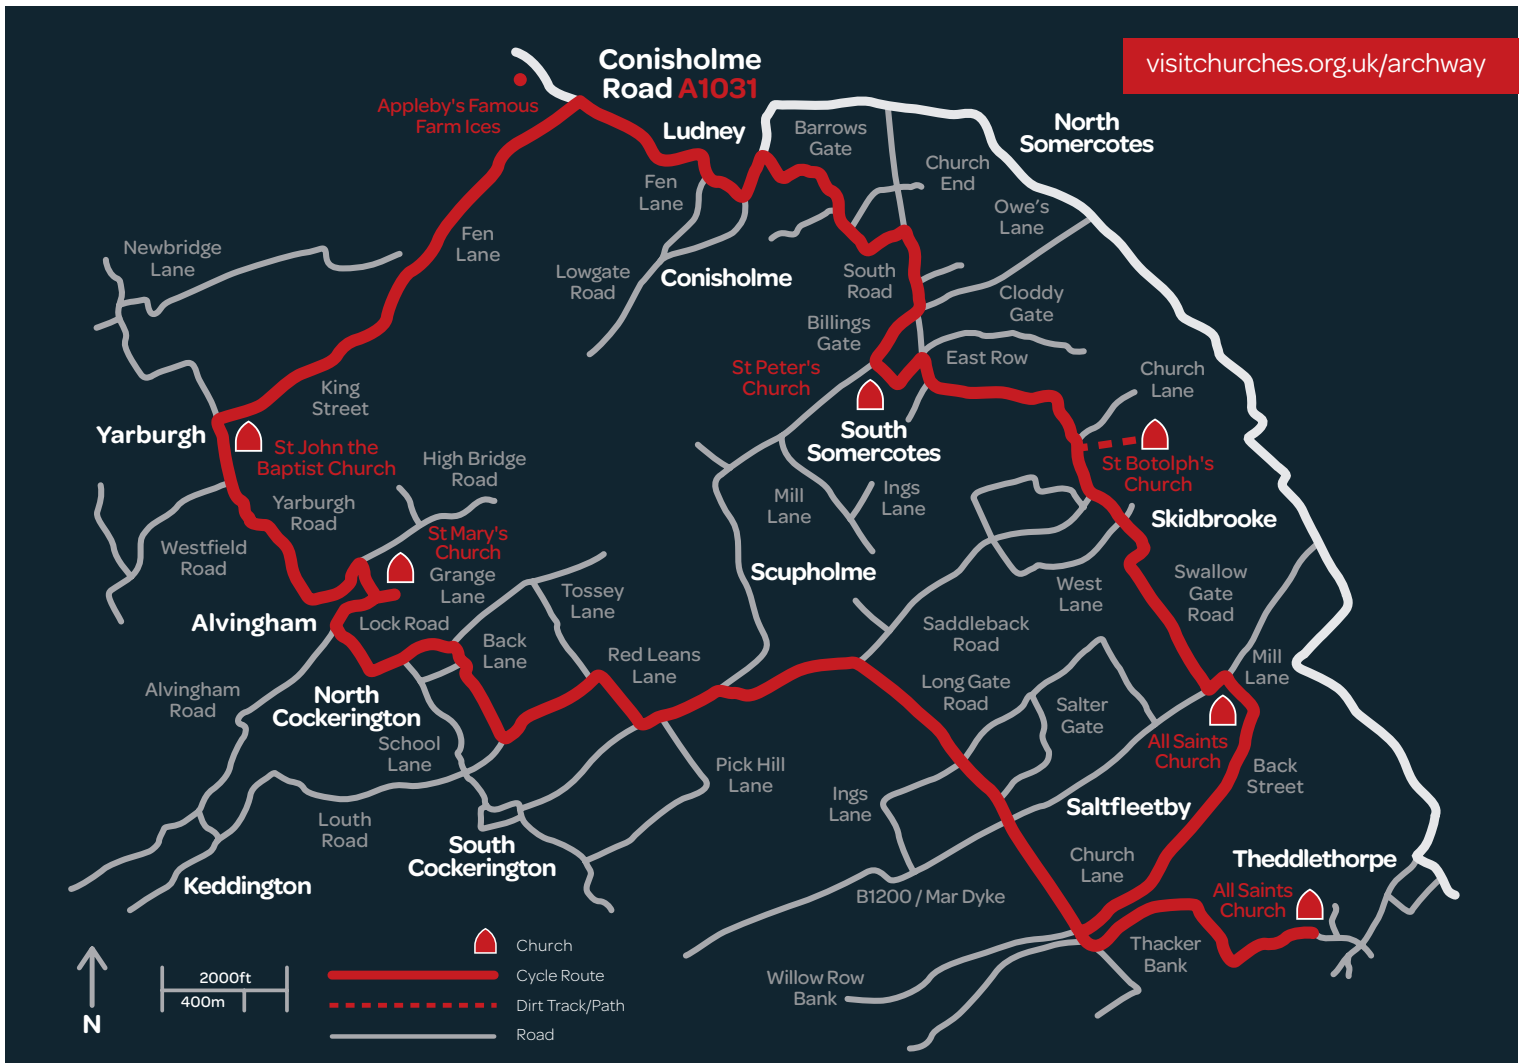 visitchurches.org.uk/archway
Conisholme
Road A1031
Appleby's Famous
Farm Ices
Ludney
Barrows
Gate
North
Somercotes
Church
End
Fen
Lane
Owe's
Lane
Newbridge
Lane
Fen
Lane
Lowgate
Road
Conisholme
South
Road
Cloddy
Gate
Billings
Gate
East Row
St Peter's
Church
Church
Lane
King
Street
Yarburgh
St John the
Baptist Church
South
Somercotes
High Bridge
Road
St Botolph's
Church
Yarburgh
Road
Mill
Lane
Ings
Lane
Skidbrooke
Westfield
Road
St Mary's
Church
Grange
Lane
Scupholme
Tossey
Lane
West
Lane
Swallow
Gate
Road
Alvingham
Lock Road
Back
Lane
Saddleback
Road
Red Leans
Lane
Mill
Lane
Alvingham
Road
North
Cockerington
Long Gate
Road
Salter
Gate
School
Lane
All Saints
Church
Pick Hill
Lane
Back
Street
Ings
Lane
Saltfleetby
Louth
Road
South
Cockerington
Church
Lane
Theddlethorpe
Keddington
B1200 / Mar Dyke
All Saints
Church
Thacker
Bank
Willow Row
Bank
N
2000ft
400m
Church
Cycle Route
Dirt Track/Path
Road